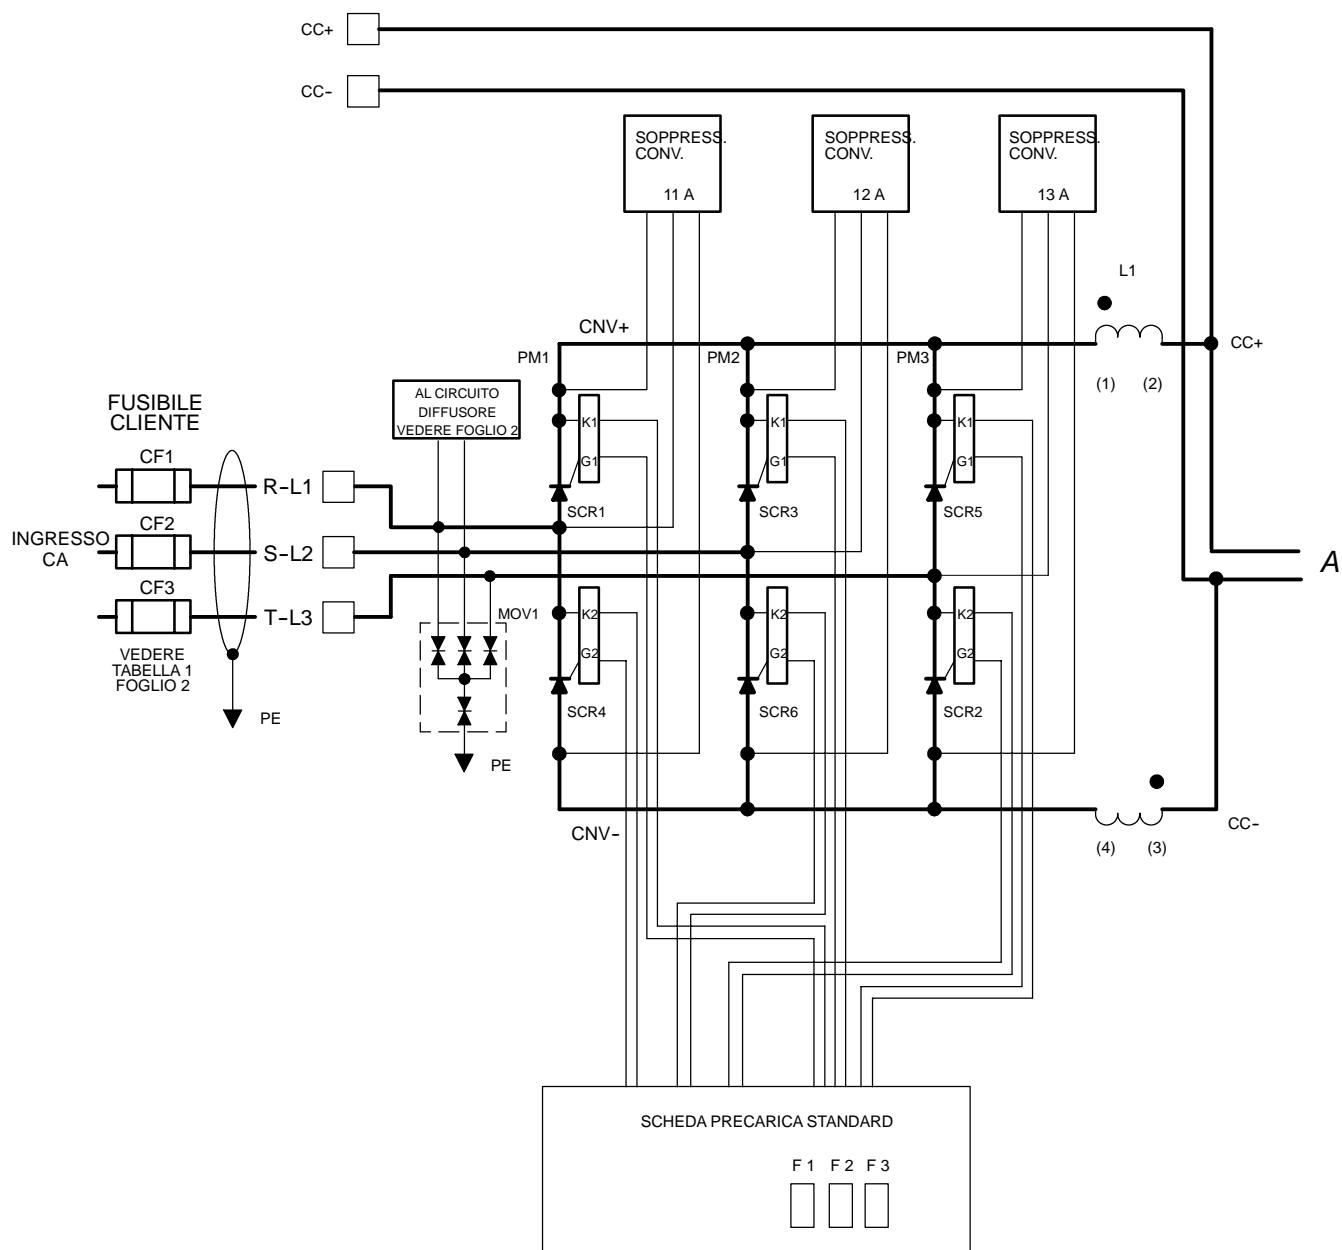 CC+
CC-
SOPPRESS.
CONV.
11 A
SOPPRESS.
CONV.
12 A
SOPPRESS.
CONV.
13 A
L1
CNV+
PM1
PM2
PM3
CC+
(1)
(2)
AL CIRCUITO
DIFFUSORE
VEDERE FOGLIO 2
FUSIBILE
CLIENTE
K1
K1
K1
CF1
G1
G1
G1
R-L1
SCR1
SCR3
SCR5
CF2
INGRESSO
CA
S-L2
A
CF3
T-L3
MOV1
K2
K2
K2
VEDERE
TABELLA 1
FOGLIO 2
G2
G2
G2
PE
SCR4
SCR6
SCR2
PE
CNV-
CC-
(4)
(3)
SCHEDA PRECARICA STANDARD
F 1
F 2
F 3